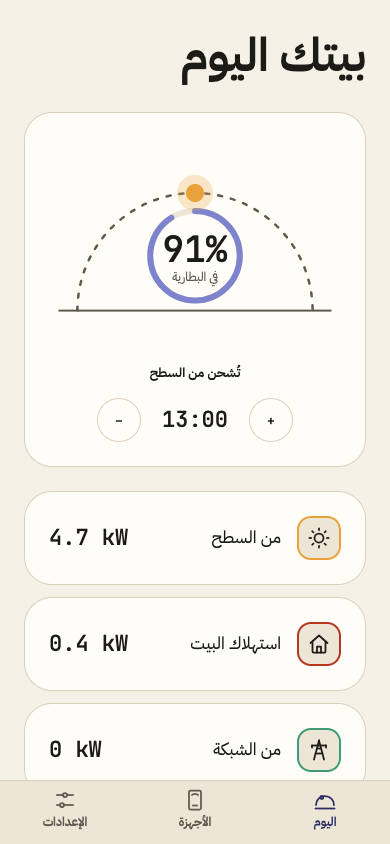 بيتك اليوم
91%
في البطارية
تُشحن من السطح
+ 13:00 −
من السطح 4.7 kW
استهلاك البيت 0.4 kW
من الشبكة 0 kW
اليوم الأجهزة الإعدادات